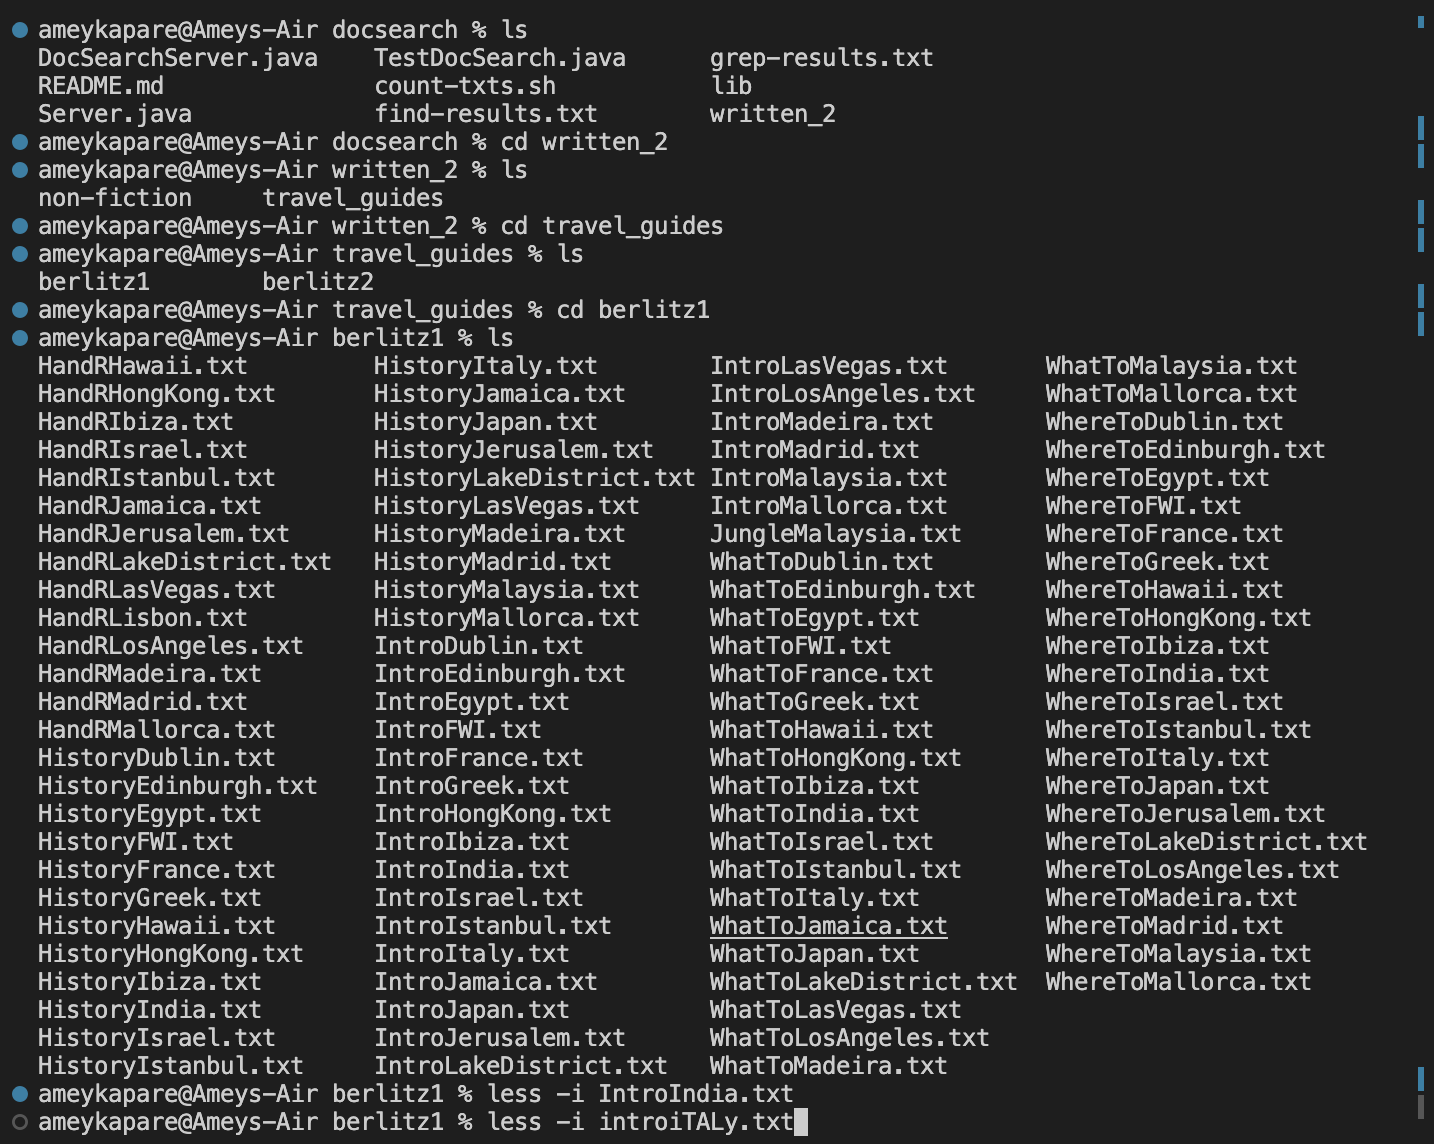 ameykapare@Ameys-Air docsearch % ls
DocSearchServer.java    TestDocSearch.java      grep-results.txt
README.md               count-txts.sh           lib
Server.java             find-results.txt        written_2
ameykapare@Ameys-Air docsearch % cd written_2
ameykapare@Ameys-Air written_2 % ls
non-fiction     travel_guides
ameykapare@Ameys-Air written_2 % cd travel_guides
ameykapare@Ameys-Air travel_guides % ls
berlitz1        berlitz2
ameykapare@Ameys-Air travel_guides % cd berlitz1
ameykapare@Ameys-Air berlitz1 % ls
HandRHawaii.txt         HistoryItaly.txt        IntroLasVegas.txt       WhatToMalaysia.txt
HandRHongKong.txt       HistoryJamaica.txt      IntroLosAngeles.txt     WhatToMallorca.txt
HandRIbiza.txt          HistoryJapan.txt        IntroMadeira.txt        WhereToDublin.txt
HandRIsrael.txt         HistoryJerusalem.txt    IntroMadrid.txt         WhereToEdinburgh.txt
HandRIstanbul.txt       HistoryLakeDistrict.txt IntroMalaysia.txt       WhereToEgypt.txt
HandRJamaica.txt        HistoryLasVegas.txt     IntroMallorca.txt       WhereToFWI.txt
HandRJerusalem.txt      HistoryMadeira.txt      JungleMalaysia.txt      WhereToFrance.txt
HandRLakeDistrict.txt   HistoryMadrid.txt       WhatToDublin.txt        WhereToGreek.txt
HandRLasVegas.txt       HistoryMalaysia.txt     WhatToEdinburgh.txt     WhereToHawaii.txt
HandRLisbon.txt         HistoryMallorca.txt     WhatToEgypt.txt         WhereToHongKong.txt
HandRLosAngeles.txt     IntroDublin.txt         WhatToFWI.txt           WhereToIbiza.txt
HandRMadeira.txt        IntroEdinburgh.txt      WhatToFrance.txt        WhereToIndia.txt
HandRMadrid.txt         IntroEgypt.txt          WhatToGreek.txt         WhereToIsrael.txt
HandRMallorca.txt       IntroFWI.txt            WhatToHawaii.txt        WhereToIstanbul.txt
HistoryDublin.txt       IntroFrance.txt         WhatToHongKong.txt      WhereToItaly.txt
HistoryEdinburgh.txt    IntroGreek.txt          WhatToIbiza.txt         WhereToJapan.txt
HistoryEgypt.txt        IntroHongKong.txt       WhatToIndia.txt         WhereToJerusalem.txt
HistoryFWI.txt          IntroIbiza.txt          WhatToIsrael.txt        WhereToLakeDistrict.txt
HistoryFrance.txt       IntroIndia.txt          WhatToIstanbul.txt      WhereToLosAngeles.txt
HistoryGreek.txt        IntroIsrael.txt         WhatToItaly.txt         WhereToMadeira.txt
HistoryHawaii.txt       IntroIstanbul.txt       WhatToJamaica.txt       WhereToMadrid.txt
HistoryHongKong.txt     IntroItaly.txt          WhatToJapan.txt         WhereToMalaysia.txt
HistoryIbiza.txt        IntroJamaica.txt        WhatToLakeDistrict.txt  WhereToMallorca.txt
HistoryIndia.txt        IntroJapan.txt          WhatToLasVegas.txt
HistoryIsrael.txt       IntroJerusalem.txt      WhatToLosAngeles.txt
HistoryIstanbul.txt     IntroLakeDistrict.txt   WhatToMadeira.txt
ameykapare@Ameys-Air berlitz1 % less -i IntroIndia.txt
ameykapare@Ameys-Air berlitz1 % less -i introiTALy.txt